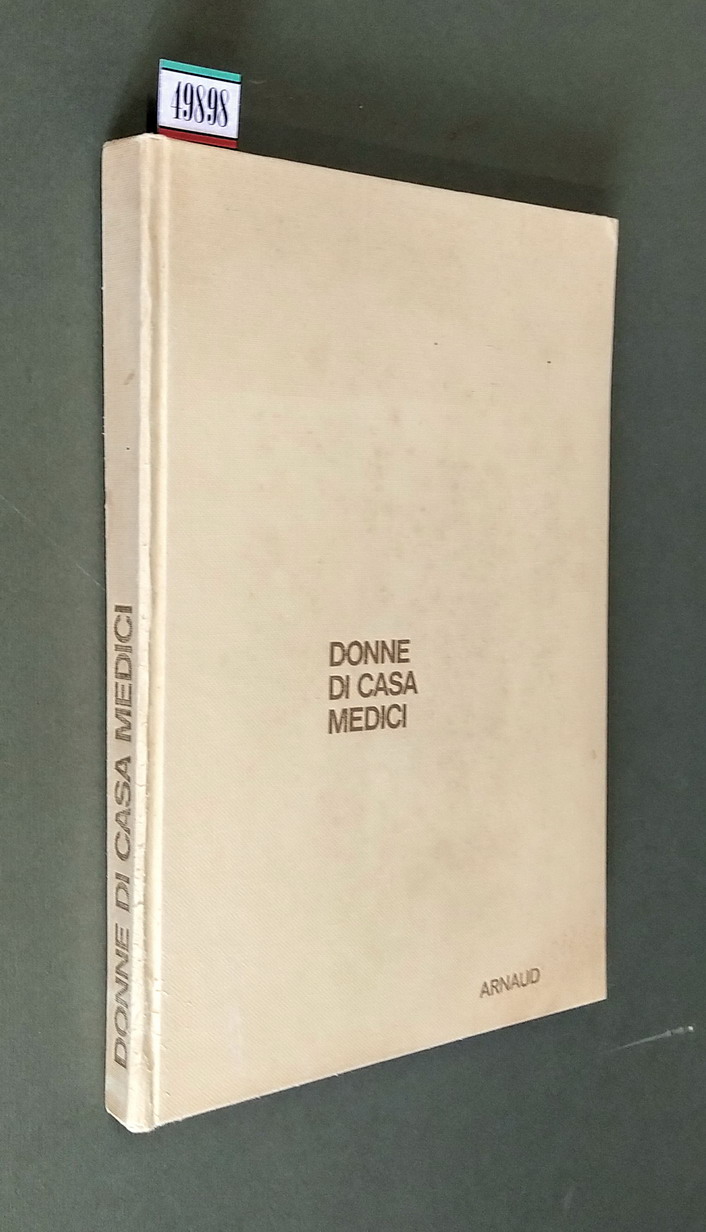 49898
DONNE DI CASA MEDICI
DONNE
DI CASA
MEDICI
ARNAUD